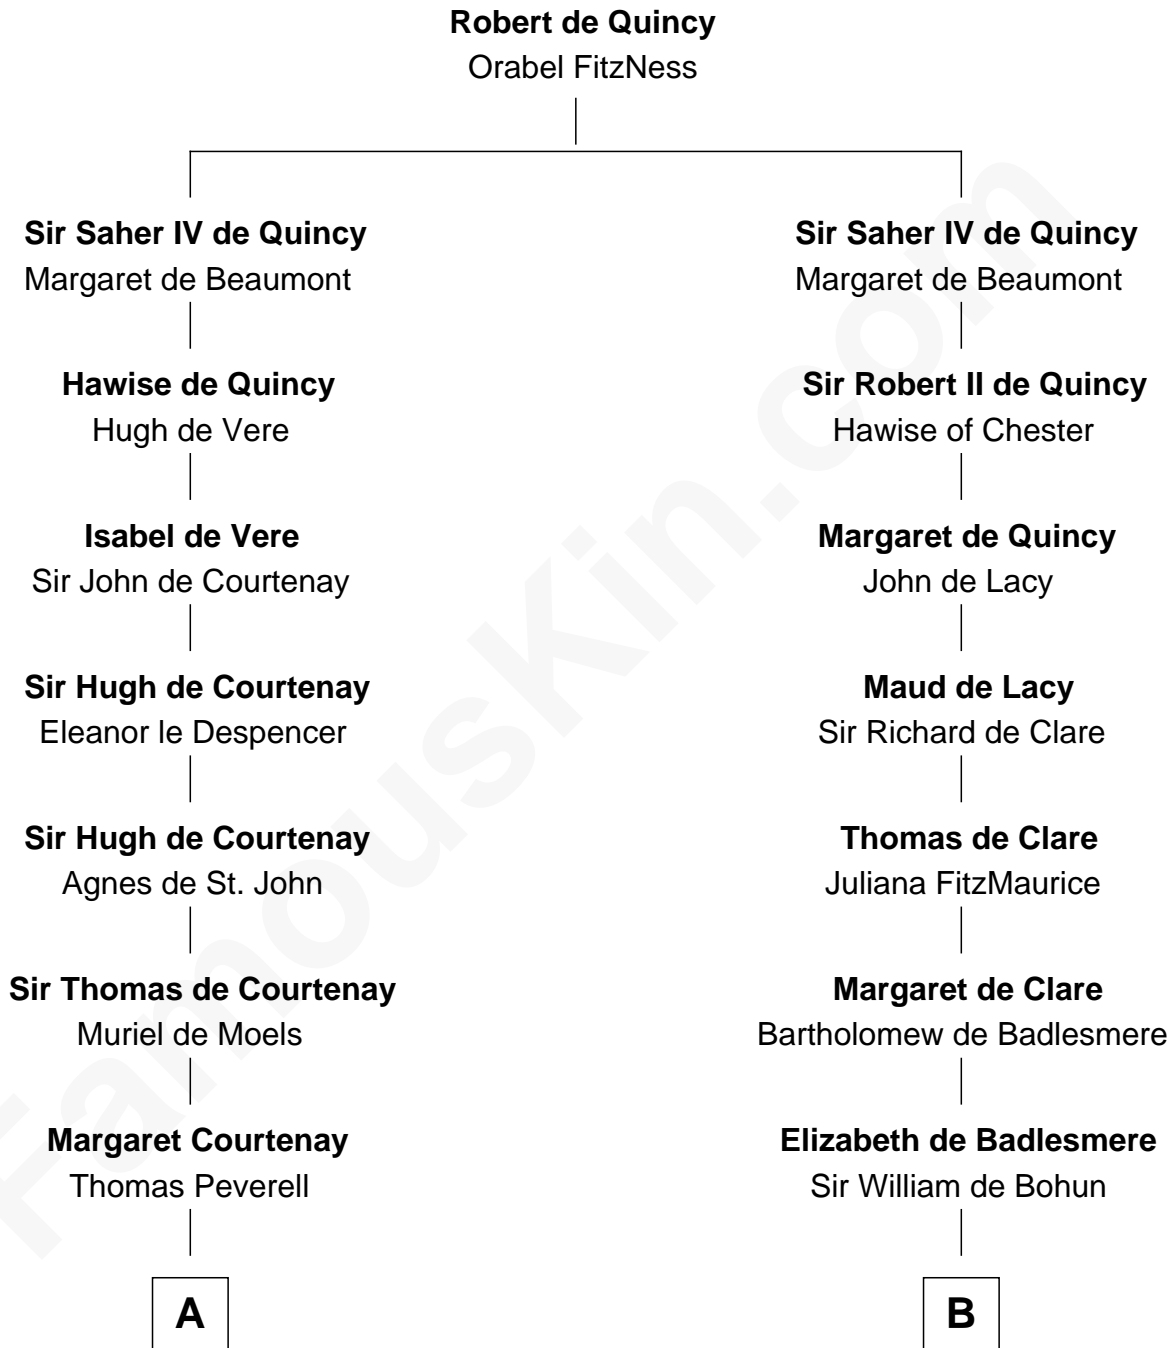 Robert de Quincy
Orabel FitzNess
Sir Saher IV de Quincy
Margaret de Beaumont
Sir Saher IV de Quincy
Margaret de Beaumont
Hawise de Quincy
Hugh de Vere
Sir Robert II de Quincy
Hawise of Chester
Isabel de Vere
Sir John de Courtenay
Margaret de Quincy
John de Lacy
Sir Hugh de Courtenay
Eleanor le Despencer
Maud de Lacy
Sir Richard de Clare
Sir Hugh de Courtenay
Agnes de St. John
Thomas de Clare
Juliana FitzMaurice
Sir Thomas de Courtenay
Muriel de Moels
Margaret de Clare
Bartholomew de Badlesmere
Margaret Courtenay
Thomas Peverell
Elizabeth de Badlesmere
Sir William de Bohun
A
B
FamousKin.com